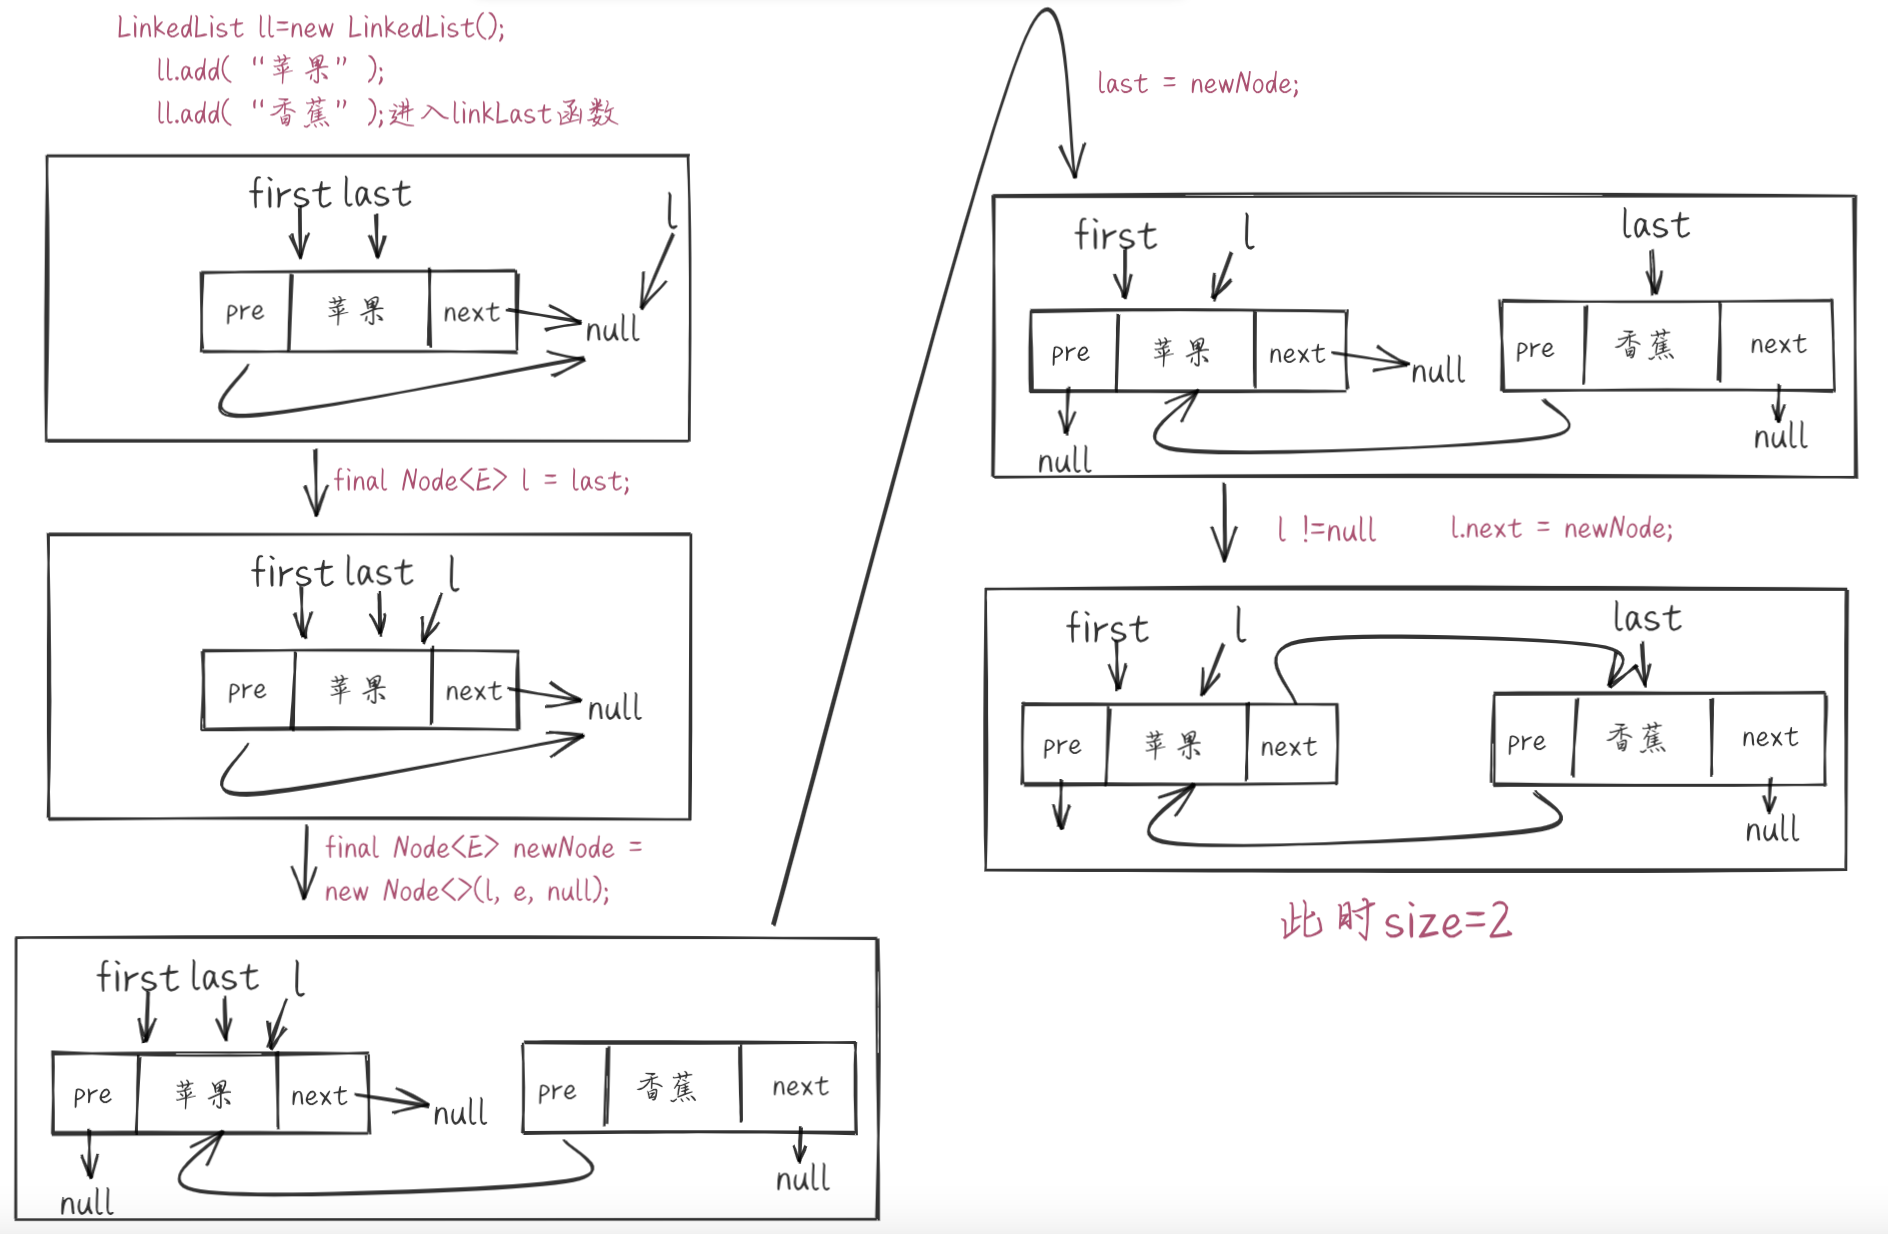 LinkedList ll=new LinkedList();
ll.add( “苹果” );
ll.add( “香蕉” );进入linkLast函数
first last l
pre 苹果 next null
final Node<E> l = last;
first last l
pre 苹果 next null
final Node<E> newNode =
new Node<>(l, e, null);
first last l
pre 苹果 next null pre 香蕉 next
null null
last = newNode;
first l last
pre 苹果 next null pre 香蕉 next
null null
l !=null l.next = newNode;
first l last
pre 苹果 next pre 香蕉 next
null
此时size=2